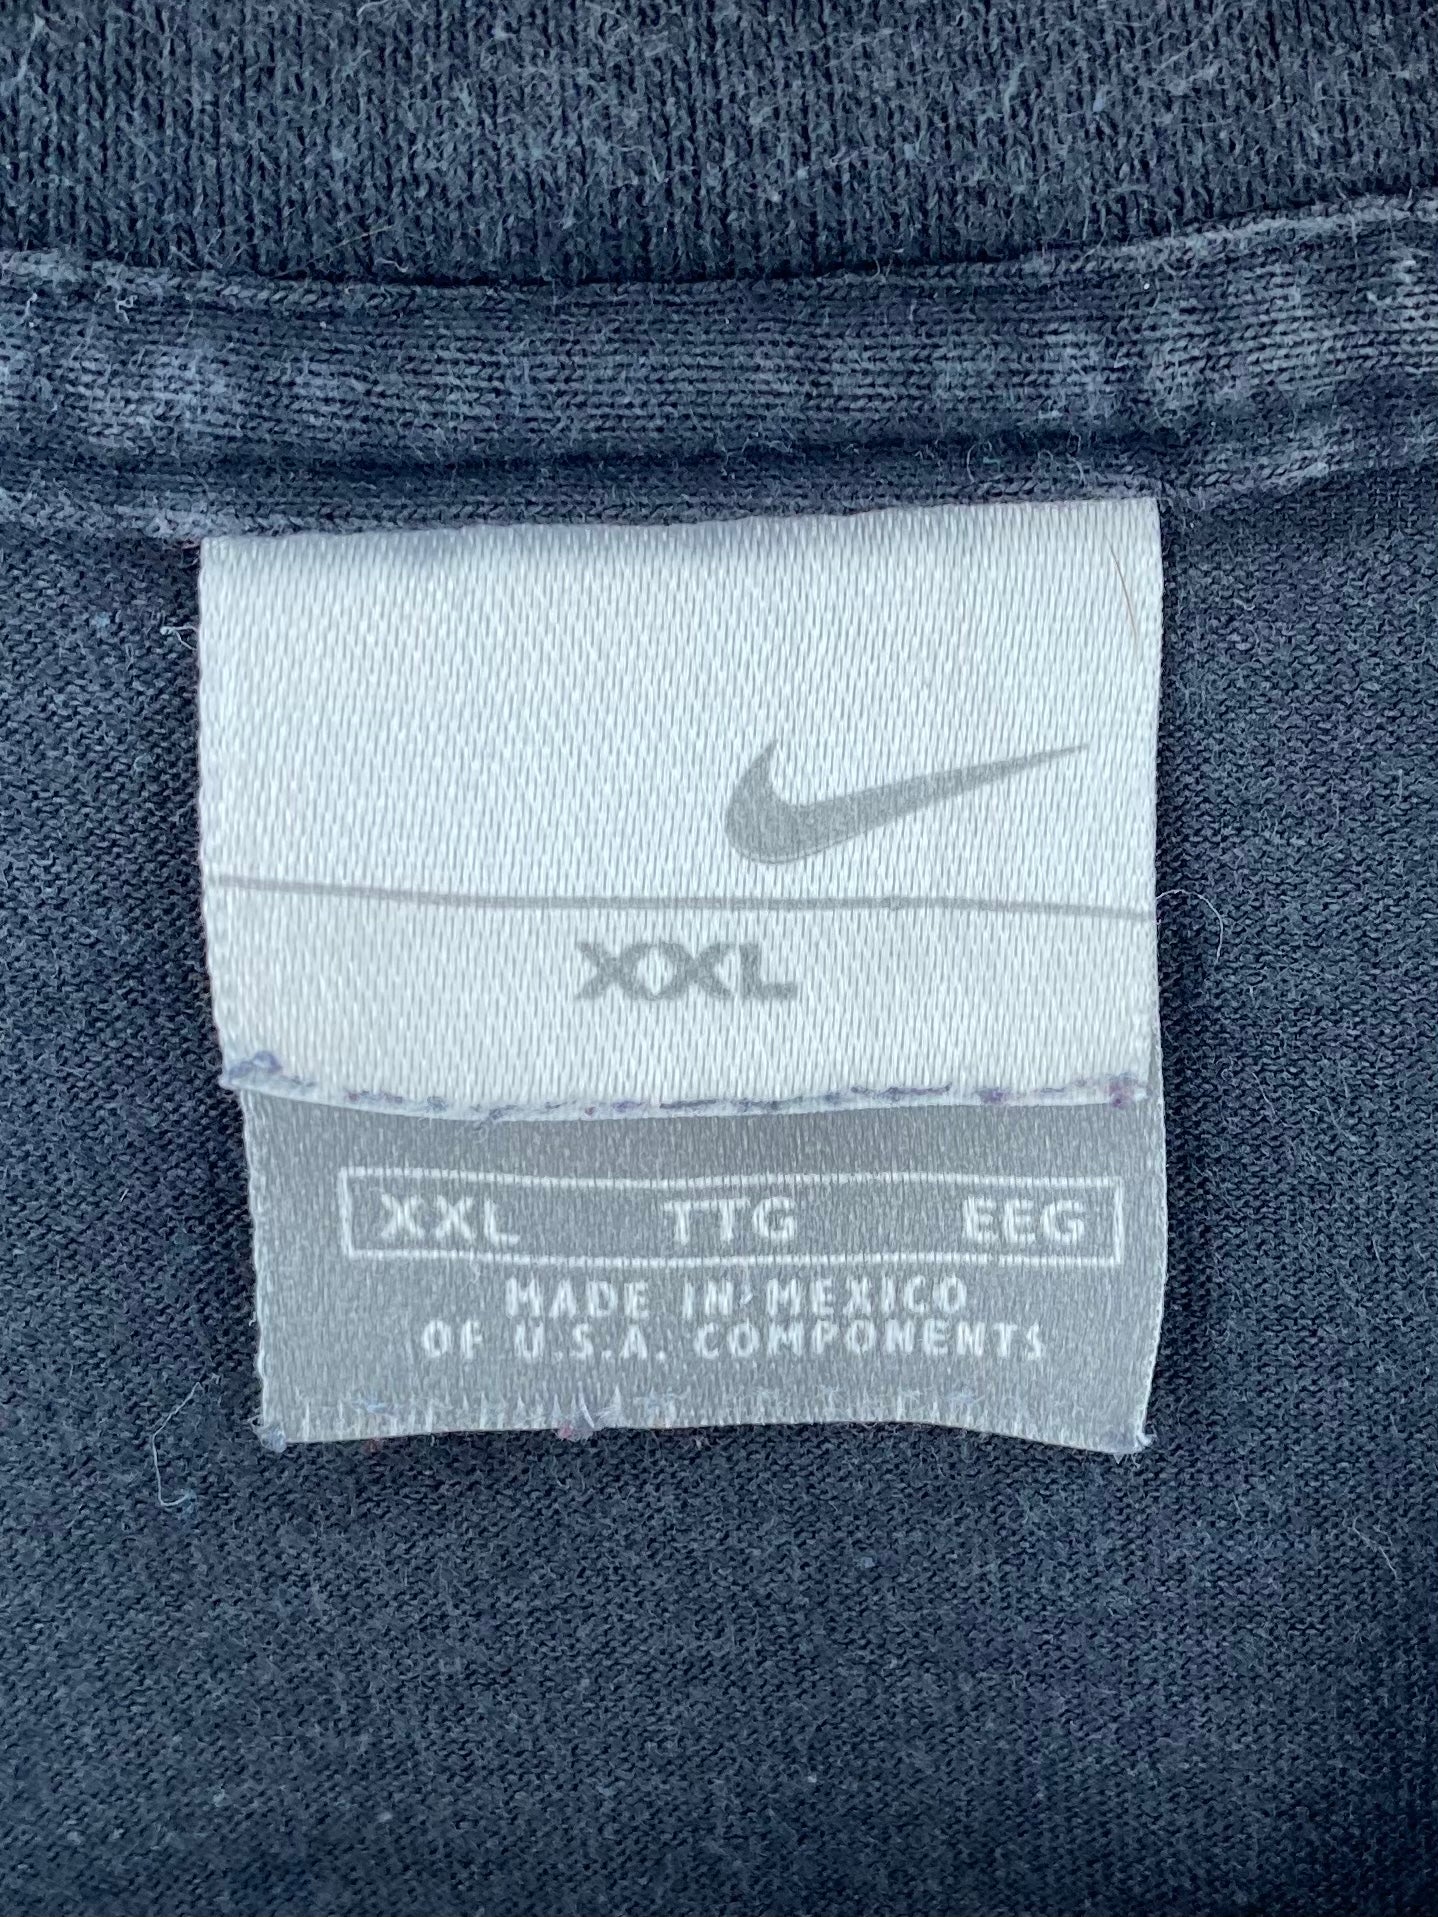 XXL
XXL TTG EEG
MADE IN MEXICO
OF U.S.A. COMPONENTS